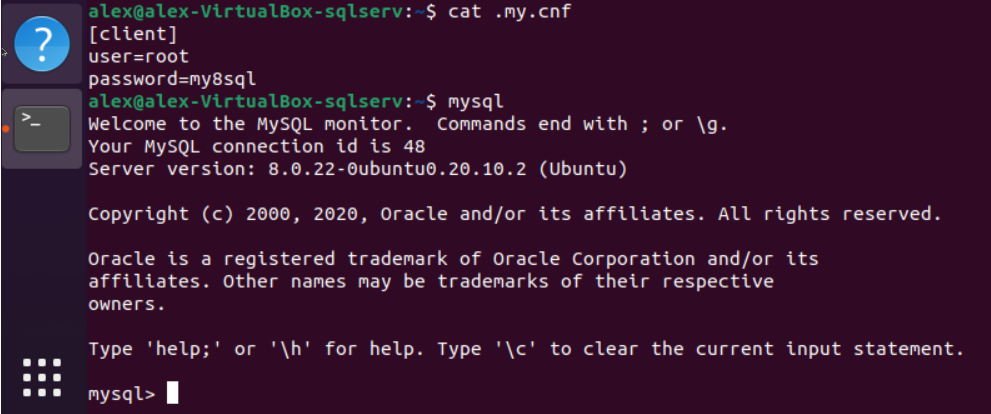 alex@alex-VirtualBox-sqlserv:~$ cat .my.cnf
[client]
user=root
password=my8sql
alex@alex-VirtualBox-sqlserv:~$ mysql
Welcome to the MySQL monitor.  Commands end with ; or \g.
Your MySQL connection id is 48
Server version: 8.0.22-0ubuntu0.20.10.2 (Ubuntu)

Copyright (c) 2000, 2020, Oracle and/or its affiliates. All rights reserved.

Oracle is a registered trademark of Oracle Corporation and/or its
affiliates. Other names may be trademarks of their respective
owners.

Type 'help;' or '\h' for help. Type '\c' to clear the current input statement.

mysql>